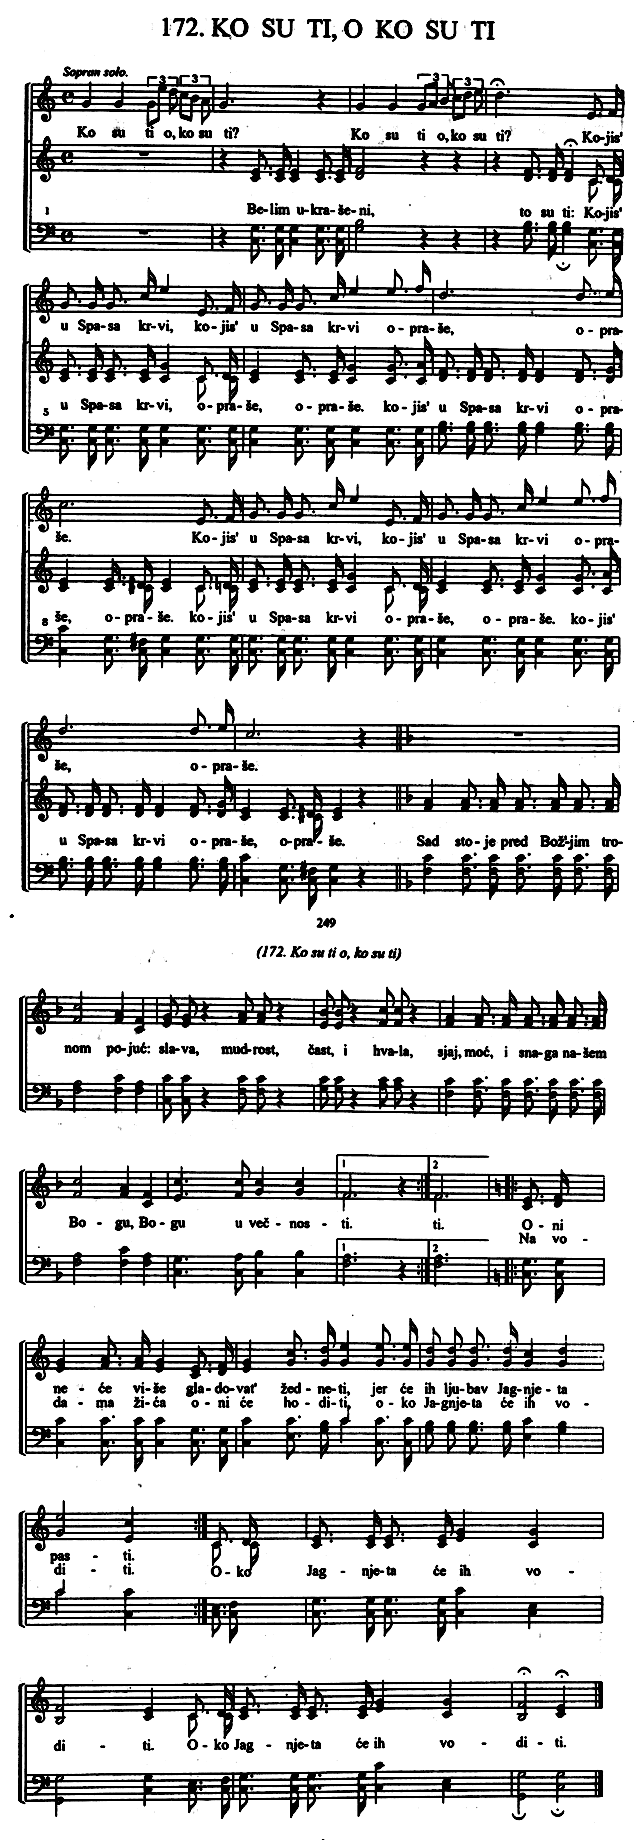 172. KO SU TI, O KO SU TI
Sopran solo.
3 3 3 3
Ko su ti o, ko su ti? Ko su ti o, ko su ti? Ko-jis'
1 Be-lim u-kra-še-ni, to su ti: Ko-jis'
u Spa-sa kr-vi, ko-jis' u Spa-sa kr-vi o-pra-še, o-pra-
5 u Spa-sa kr-vi, o-pra-še, o-pra-še. ko-jis' u Spa-sa kr-vi o-pra-
še. Ko-jis' u Spa-sa kr-vi, ko-jis' u Spa-sa kr-vi o-pra-
8 še, o-pra-še. ko-jis' u Spa-sa kr-vi o-pra-še, o-pra-še. ko-jis'
še, o-pra-še.
u Spa-sa kr-vi o-pra-še, o-pra-še. Sad sto-je pred Bož'-jim tro-
249
(172. Ko su ti o, ko su ti)
nom po-juć: sla-va, mud-rost, čast, i hva-la, sjaj, moć, i sna-ga na-šem
1 2
Bo-gu, Bo-gu u več-nos-ti. ti. O-ni
Na vo-
1 2
ne-će vi-še gla-do-vat' žed-ne-ti, jer će ih lju-bav Jag-nje-ta
da-ma ži-ća o-ni će ho-di-ti, o-ko Jag-nje-ta će ih vo-
pas-ti.
di-ti. O-ko Jag-nje-ta će ih vo-
di-ti. O-ko Jag-nje-ta će ih vo-di-ti.